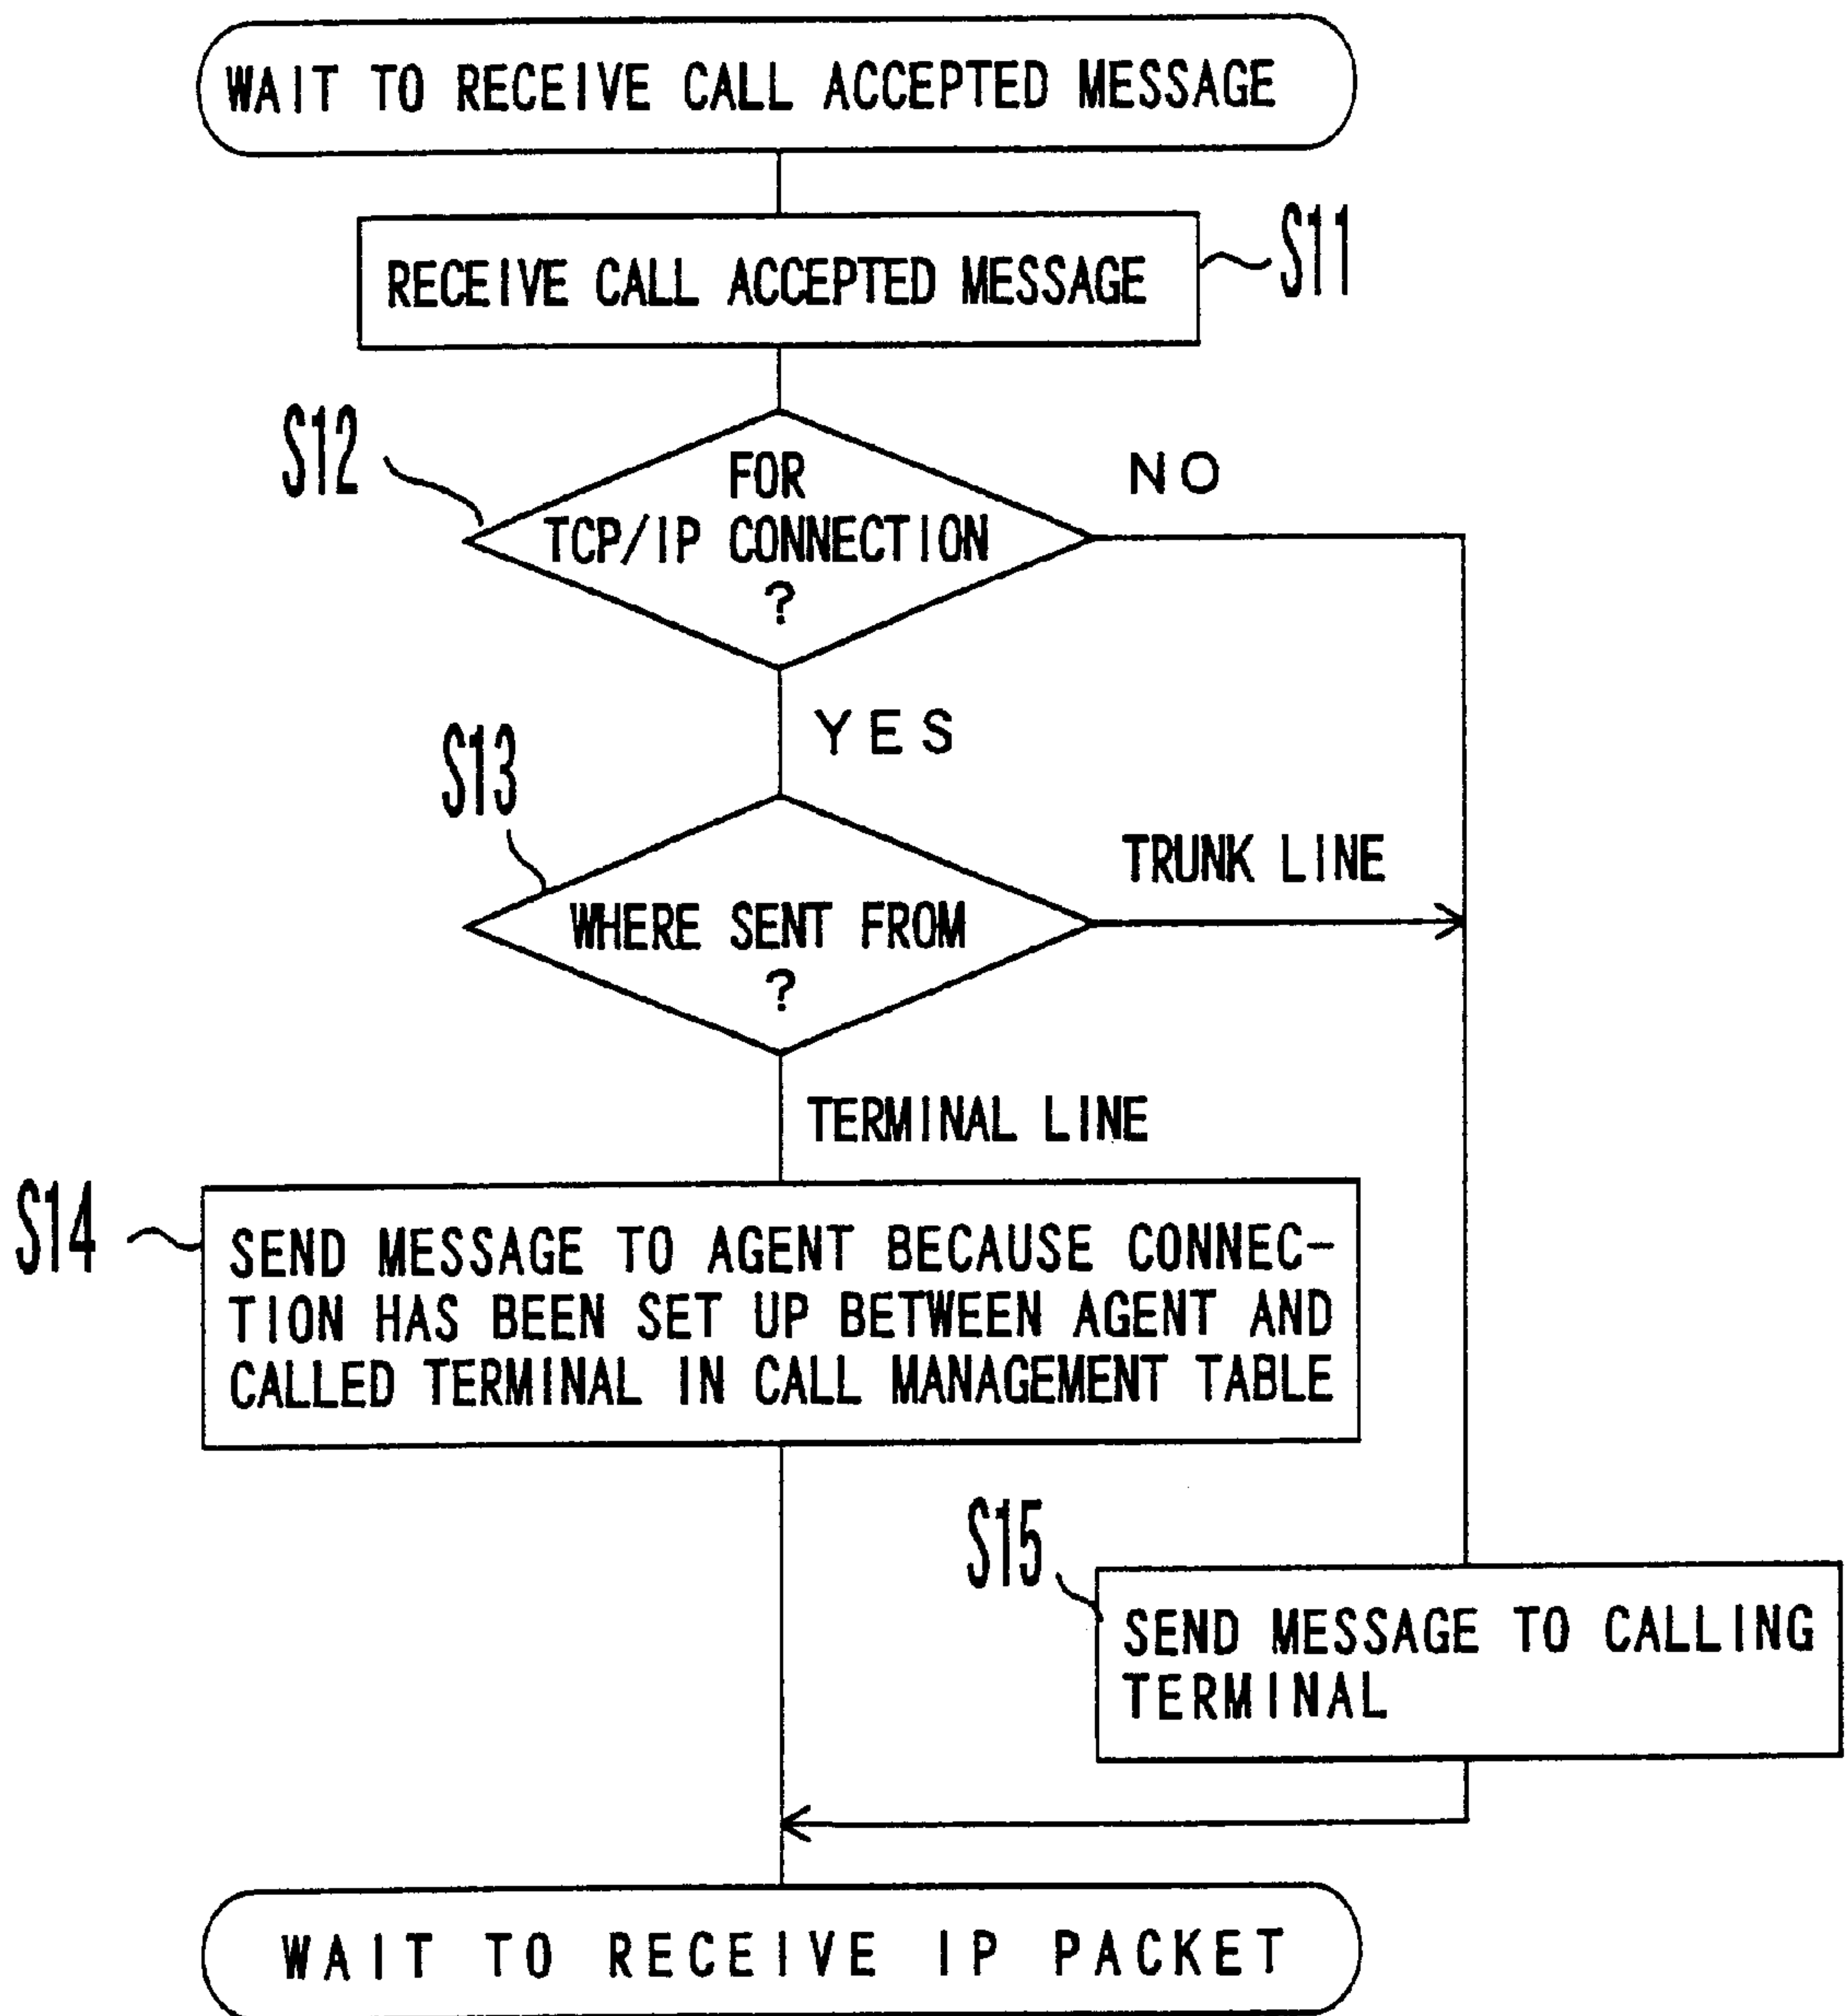 WAIT TO RECEIVE CALL ACCEPTED MESSAGE
RECEIVE CALL ACCEPTED MESSAGE
S11
S12
FOR
TCP/IP CONNECTION
?
NO
YES
S13
WHERE SENT FROM
?
TRUNK LINE
TERMINAL LINE
S14
SEND MESSAGE TO AGENT BECAUSE CONNEC-
TION HAS BEEN SET UP BETWEEN AGENT AND
CALLED TERMINAL IN CALL MANAGEMENT TABLE
S15
SEND MESSAGE TO CALLING
TERMINAL
WAIT TO RECEIVE IP PACKET